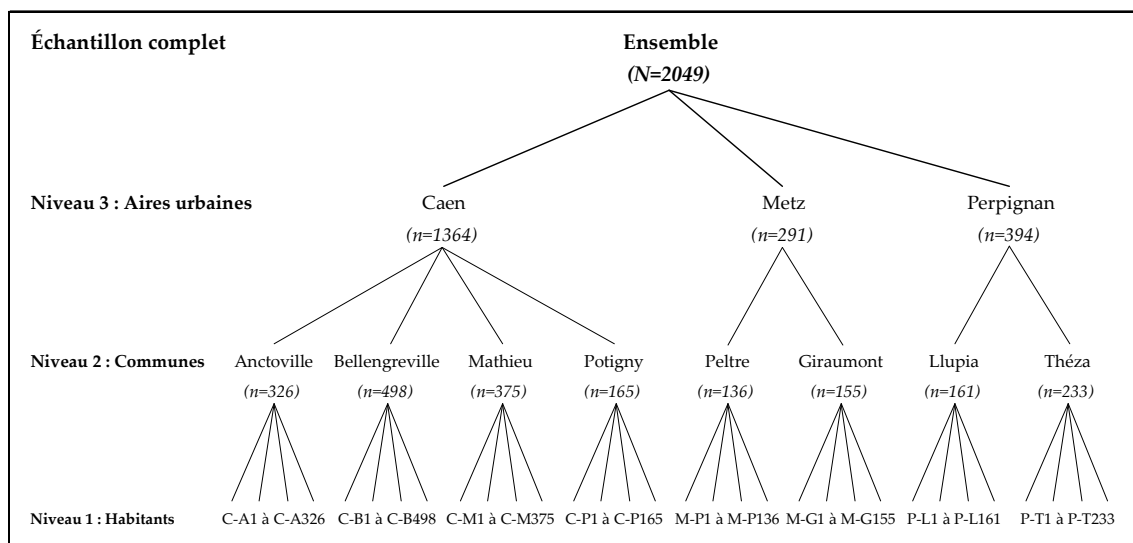 Échantillon complet Ensemble
(N=2049)
Niveau 3 : Aires urbaines Caen Metz Perpignan
(n=1364) (n=291) (n=394)
Niveau 2 : Communes Anctoville Bellengreville Mathieu Potigny Peltre Giraumont Llupia Théza
(n=326) (n=498) (n=375) (n=165) (n=136) (n=155) (n=161) (n=233)
Niveau 1 : Habitants C-A1 à C-A326 C-B1 à C-B498 C-M1 à C-M375 C-P1 à C-P165 M-P1 à M-P136 M-G1 à M-G155 P-L1 à P-L161 P-T1 à P-T233